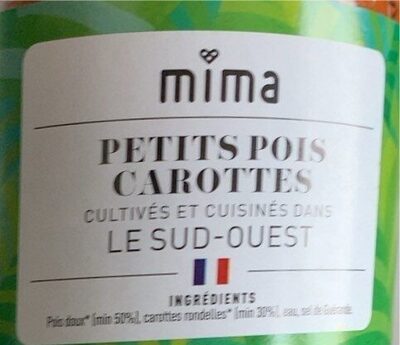 mima
PETITS POIS
CAROTTES
CULTIVÉS ET CUISINÉS DANS
LE SUD-OUEST
INGRÉDIENTS
Pois doux* (min 50%), carottes rondelles* (min 30%), eau, sel de Guérande.